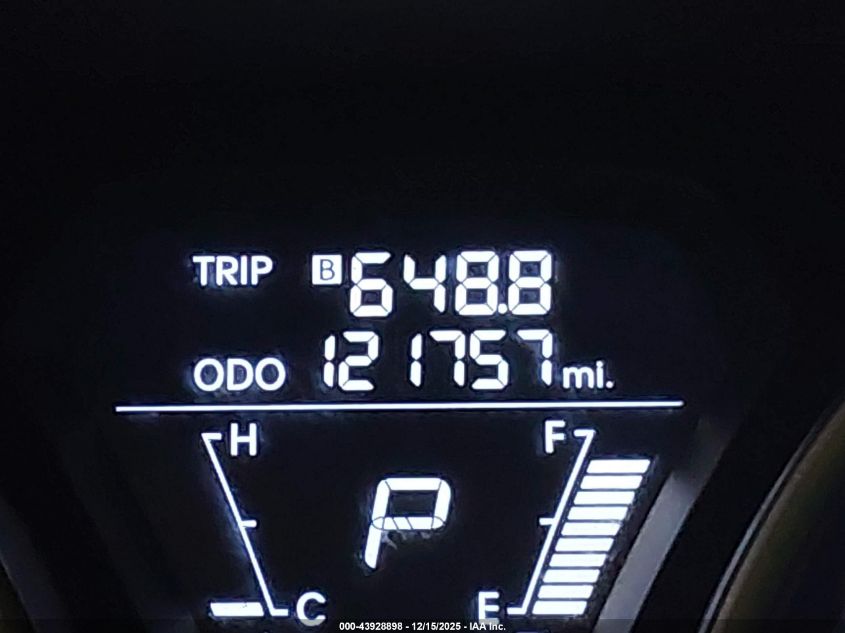 TRIP B 648.8
ODO 121757 mi.
H F
P
C E
000-43928898 - 12/15/2025 - IAA Inc.